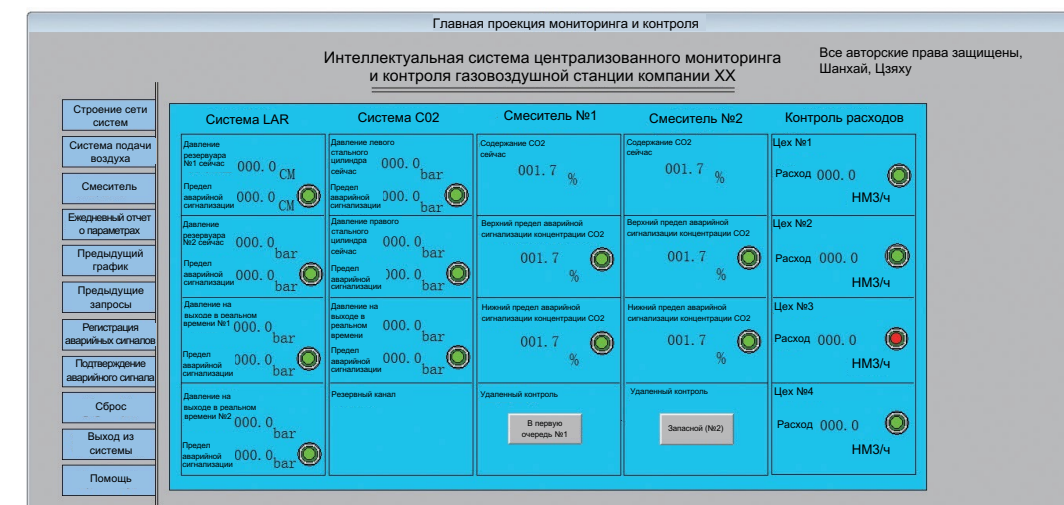 Главная проекция мониторинга и контроля
Интеллектуальная система централизованного мониторинга
и контроля газовоздушной станции компании XX
Все авторские права защищены,
Шанхай, Цзяху
Строение сети
систем
Система подачи
воздуха
Смеситель
Ежедневный отчет
о параметрах
Предыдущий
график
Предыдущие
запросы
Регистрация
аварийных сигналов
Подтверждение
аварийного сигнала
Сброс
Выход из
системы
Помощь
Система LAR
Давление
резервуара
№1 сейчас
000.0 CM
Предел
аварийной
сигнализации
000.0 CM
Давление
резервуара
№2 сейчас
000.0 bar
Предел
аварийной
сигнализации
000.0 bar
Давление на
выходе в реальном
времени №1
000.0 bar
Предел
аварийной
сигнализации
000.0 bar
Давление на
выходе в реальном
времени №2
000.0 bar
Предел
аварийной
сигнализации
000.0 bar
Система C02
Давление левого
стального
цилиндра
сейчас
000.0 bar
Предел
аварийной
сигнализации
000.0 bar
Давление правого
стального
цилиндра
сейчас
000.0 bar
Предел
аварийной
сигнализации
000.0 bar
Давление на
выходе в
реальном
времени
000.0 bar
Предел
аварийной
сигнализации
000.0 bar
Резервный канал
Смеситель №1
Содержание СО2
сейчас
001.7 %
Верхний предел аварийной
сигнализации концентрации СО2
001.7 %
Нижний предел аварийной
сигнализации концентрации СО2
001.7 %
Удаленный контроль
В первую
очередь №1
Смеситель №2
Содержание СО2
сейчас
001.7 %
Верхний предел аварийной
сигнализации концентрации СО2
001.7 %
Нижний предел аварийной
сигнализации концентрации СО2
001.7 %
Удаленный контроль
Запасной (№2)
Контроль расходов
Цех №1
Расход 000.0
НМ3/ч
Цех №2
Расход 000.0
НМ3/ч
Цех №3
Расход 000.0
НМ3/ч
Цех №4
Расход 000.0
НМ3/ч